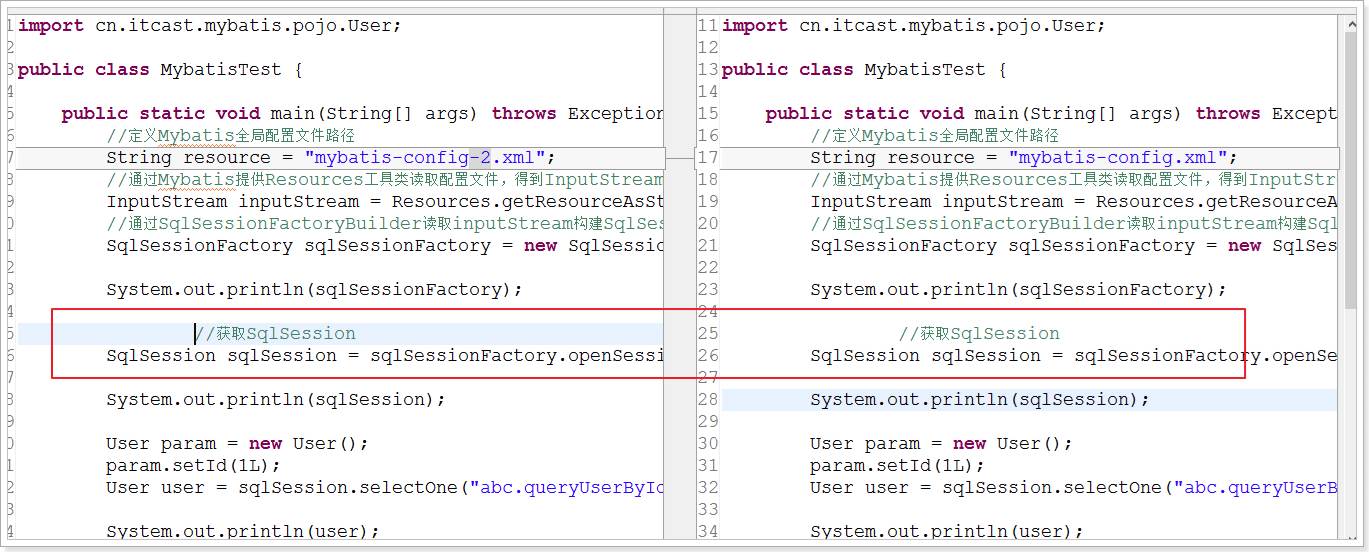 1 import cn.itcast.mybatis.pojo.User;
2
3 public class MybatisTest {
4
5 public static void main(String[] args) throws Exception
6 //定义Mybatis全局配置文件路径
7 String resource = "mybatis-config-2.xml";
8 //通过Mybatis提供Resources工具类读取配置文件，得到InputStream
9 InputStream inputStream = Resources.getResourceAsSt
0 //通过SqlSessionFactoryBuilder读取inputStream构建SqlSes
1 SqlSessionFactory sqlSessionFactory = new SqlSessio
2
3 System.out.println(sqlSessionFactory);
4
5 //获取SqlSession
6 SqlSession sqlSession = sqlSessionFactory.openSessi
7
8 System.out.println(sqlSession);
9
0 User param = new User();
1 param.setId(1L);
2 User user = sqlSession.selectOne("abc.queryUserById
3
4 System.out.println(user);
11 import cn.itcast.mybatis.pojo.User;
12
13 public class MybatisTest {
14
15 public static void main(String[] args) throws Except
16 //定义Mybatis全局配置文件路径
17 String resource = "mybatis-config.xml";
18 //通过Mybatis提供Resources工具类读取配置文件，得到InputStr
19 InputStream inputStream = Resources.getResourceA
20 //通过SqlSessionFactoryBuilder读取inputStream构建Sql
21 SqlSessionFactory sqlSessionFactory = new SqlSes
22
23 System.out.println(sqlSessionFactory);
24
25 //获取SqlSession
26 SqlSession sqlSession = sqlSessionFactory.openSe
27
28 System.out.println(sqlSession);
29
30 User param = new User();
31 param.setId(1L);
32 User user = sqlSession.selectOne("abc.queryUserB
33
34 System.out.println(user);